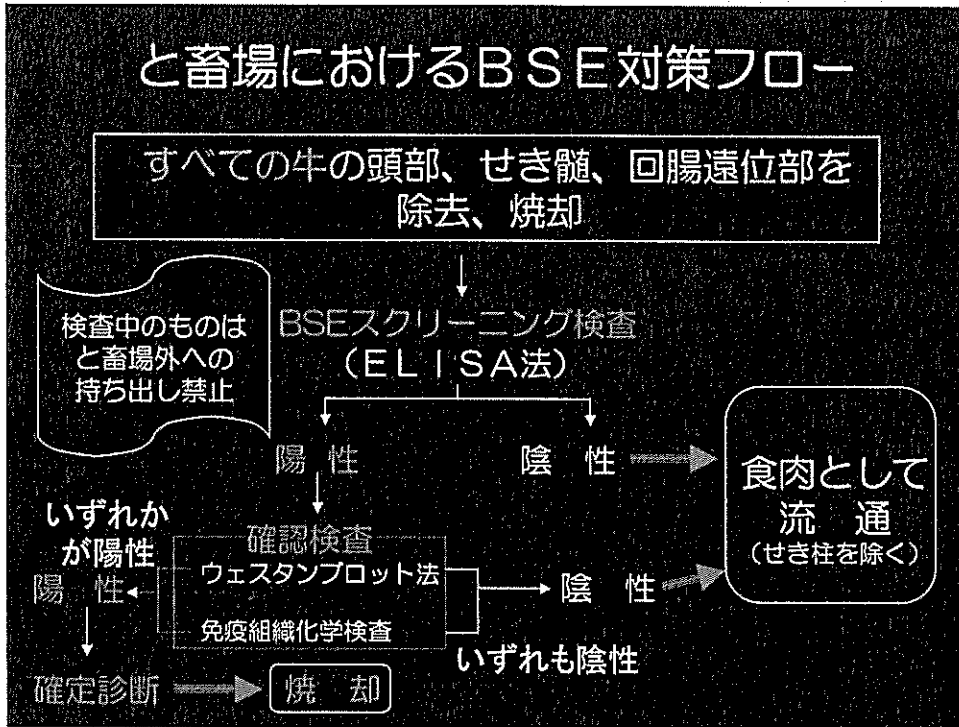 と畜場におけるＢＳＥ対策フロー
すべての牛の頭部、せき髄、回腸遠位部を
除去、焼却
検査中のものは
と畜場外への
持ち出し禁止
BSEスクリーニング検査
（ＥＬＩＳＡ法）
陽　性
陰　性
食肉として
流　通
（せき柱を除く）
いずれか
が陽性
確認検査
ウェスタンブロット法
免疫組織化学検査
陽　性
陰　性
いずれも陰性
確定診断
焼　却